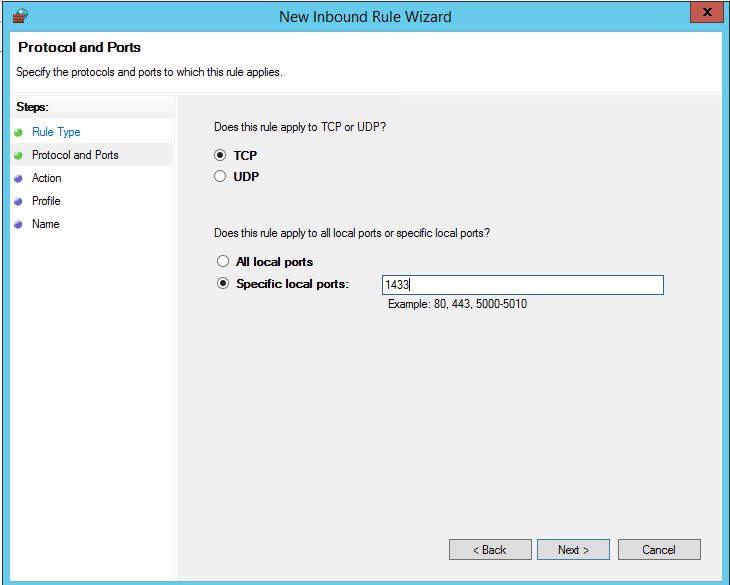 New Inbound Rule Wizard
x
Protocol and Ports
Specify the protocols and ports to which this rule applies.
Steps:
Rule Type
Protocol and Ports
Action
Profile
Name
Does this rule apply to TCP or UDP?
TCP
UDP
Does this rule apply to all local ports or specific local ports?
All local ports
Specific local ports:
1433
Example: 80, 443, 5000-5010
< Back
Next >
Cancel